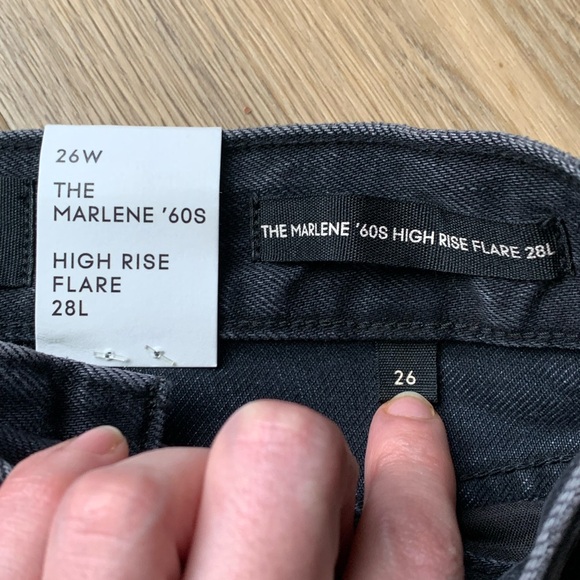 26W
THE
MARLENE '60S
HIGH RISE
FLARE
28L
THE MARLENE '60S HIGH RISE FLARE 28L
26